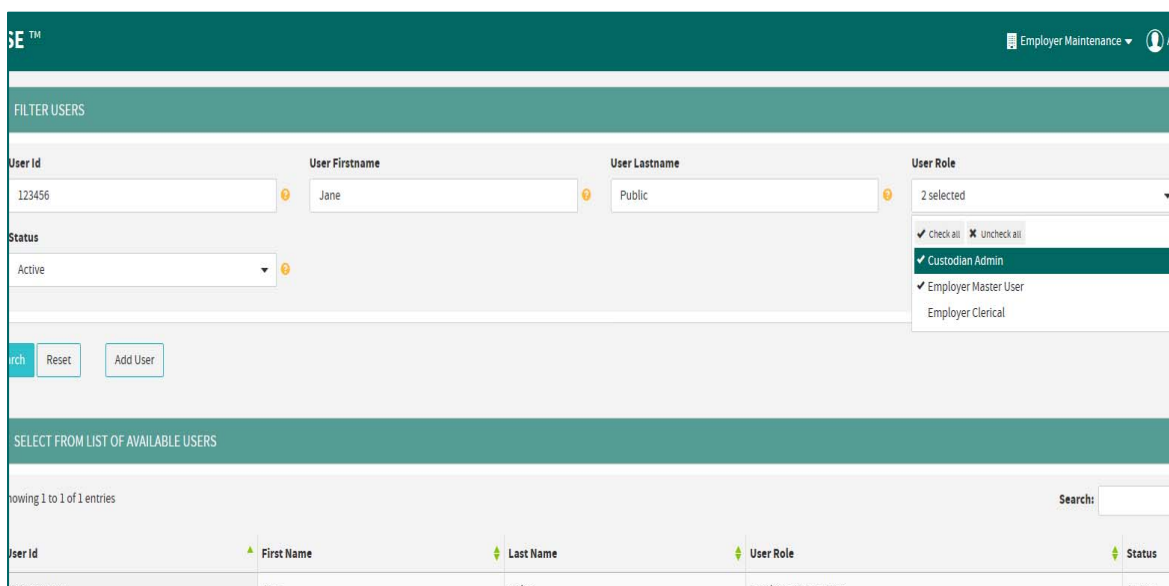 SE ™
Employer Maintenance
FILTER USERS
User Id
User Firstname
User Lastname
User Role
123456
Jane
Public
2 selected
Status
Check all
Uncheck all
Active
Custodian Admin
Employer Master User
Employer Clerical
rch
Reset
Add User
SELECT FROM LIST OF AVAILABLE USERS
howing 1 to 1 of 1 entries
Search:
User Id
First Name
Last Name
User Role
Status